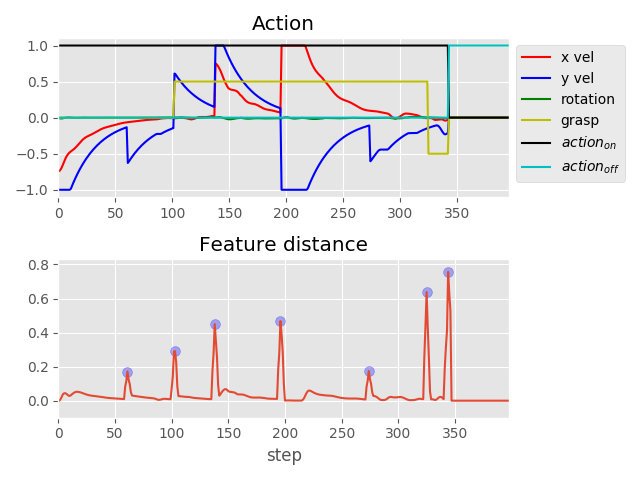 Action
1.0
0.5
0.0
−0.5
−1.0
0 50 100 150 200 250 300 350
x vel
y vel
rotation
grasp
action_on
action_off
Feature distance
0.8
0.6
0.4
0.2
0.0
0 50 100 150 200 250 300 350
step